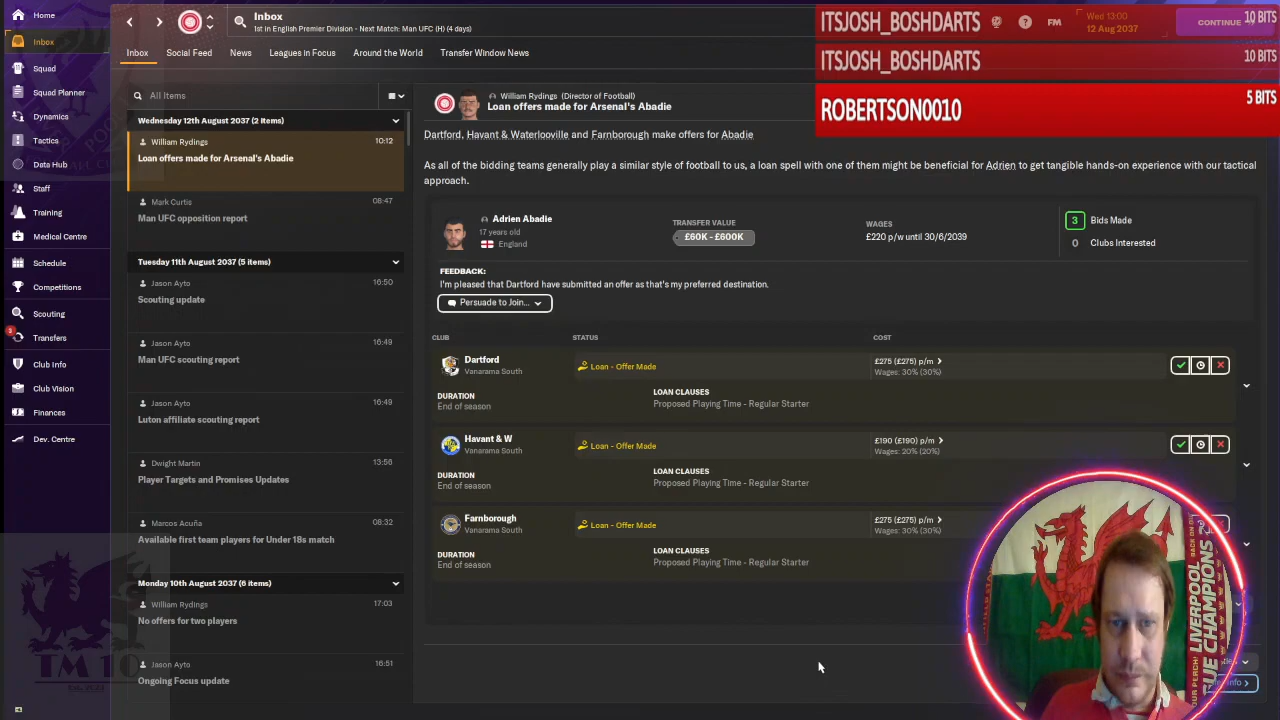 Home
Inbox
Squad
Squad Planner
Dynamics
Tactics
Data Hub
Staff
Training
Medical Centre
Schedule
Competitions
Scouting
3
Transfers
Club Info
Club Vision
Finances
Dev. Centre
TM 10
Inbox
1st in English Premier Division - Next Match: Man UFC (H) (4 days)
FM
Wed 13:00
12 Aug 2037
CONTINUE
ITSJOSH_BOSHDARTS 10 BITS
ITSJOSH_BOSHDARTS 10 BITS
ROBERTSON0010 5 BITS
Inbox Social Feed News Leagues in Focus Around the World Transfer Window News
All Items
Wednesday 12th August 2037 (2 items)
William Rydings 10:12
Loan offers made for Arsenal's Abadie
Mark Curtis 08:47
Man UFC opposition report
Tuesday 11th August 2037 (5 items)
Jason Ayto 16:50
Scouting update
Jason Ayto 16:49
Man UFC scouting report
Jason Ayto 16:49
Luton affiliate scouting report
Dwight Martin 13:56
Player Targets and Promises Updates
Marcos Acuña 08:32
Available first team players for Under 18s match
Monday 10th August 2037 (6 items)
William Rydings 17:03
No offers for two players
Jason Ayto 16:51
Ongoing Focus update
William Rydings (Director of Football)
Loan offers made for Arsenal's Abadie
Dartford, Havant & Waterlooville and Farnborough make offers for Abadie
As all of the bidding teams generally play a similar style of football to us, a loan spell with one of them might be beneficial for Adrien to get tangible hands-on experience with our tactical
approach.
Adrien Abadie
17 years old
England
TRANSFER VALUE
£60K - £600K
WAGES
£220 p/w until 30/6/2039
3 Bids Made
0 Clubs Interested
FEEDBACK:
I'm pleased that Dartford have submitted an offer as that's my preferred destination.
Persuade to Join...
CLUB STATUS COST
Dartford
Vanarama South
Loan - Offer Made
£275 (£275) p/m
Wages: 30% (30%)
DURATION
End of season
LOAN CLAUSES
Proposed Playing Time - Regular Starter
Havant & W
Vanarama South
Loan - Offer Made
£190 (£190) p/m
Wages: 20% (20%)
DURATION
End of season
LOAN CLAUSES
Proposed Playing Time - Regular Starter
Farnborough
Vanarama South
Loan - Offer Made
£275 (£275) p/m
Wages: 30% (30%)
DURATION
End of season
LOAN CLAUSES
Proposed Playing Time - Regular Starter
LIVERPOOL